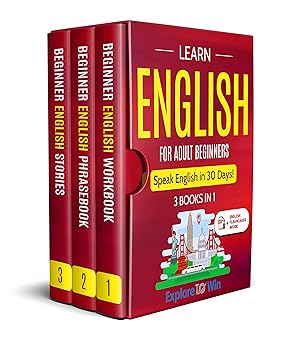 LEARN
ENGLISH
FOR ADULT BEGINNERS
Speak English in 30 Days!
3 BOOKS IN 1
ENGLISH
FLASHCARDS
INSIDE
Explore To Win
BEGINNER ENGLISH STORIES
3
BEGINNER ENGLISH PHRASEBOOK
2
BEGINNER ENGLISH WORKBOOK
1